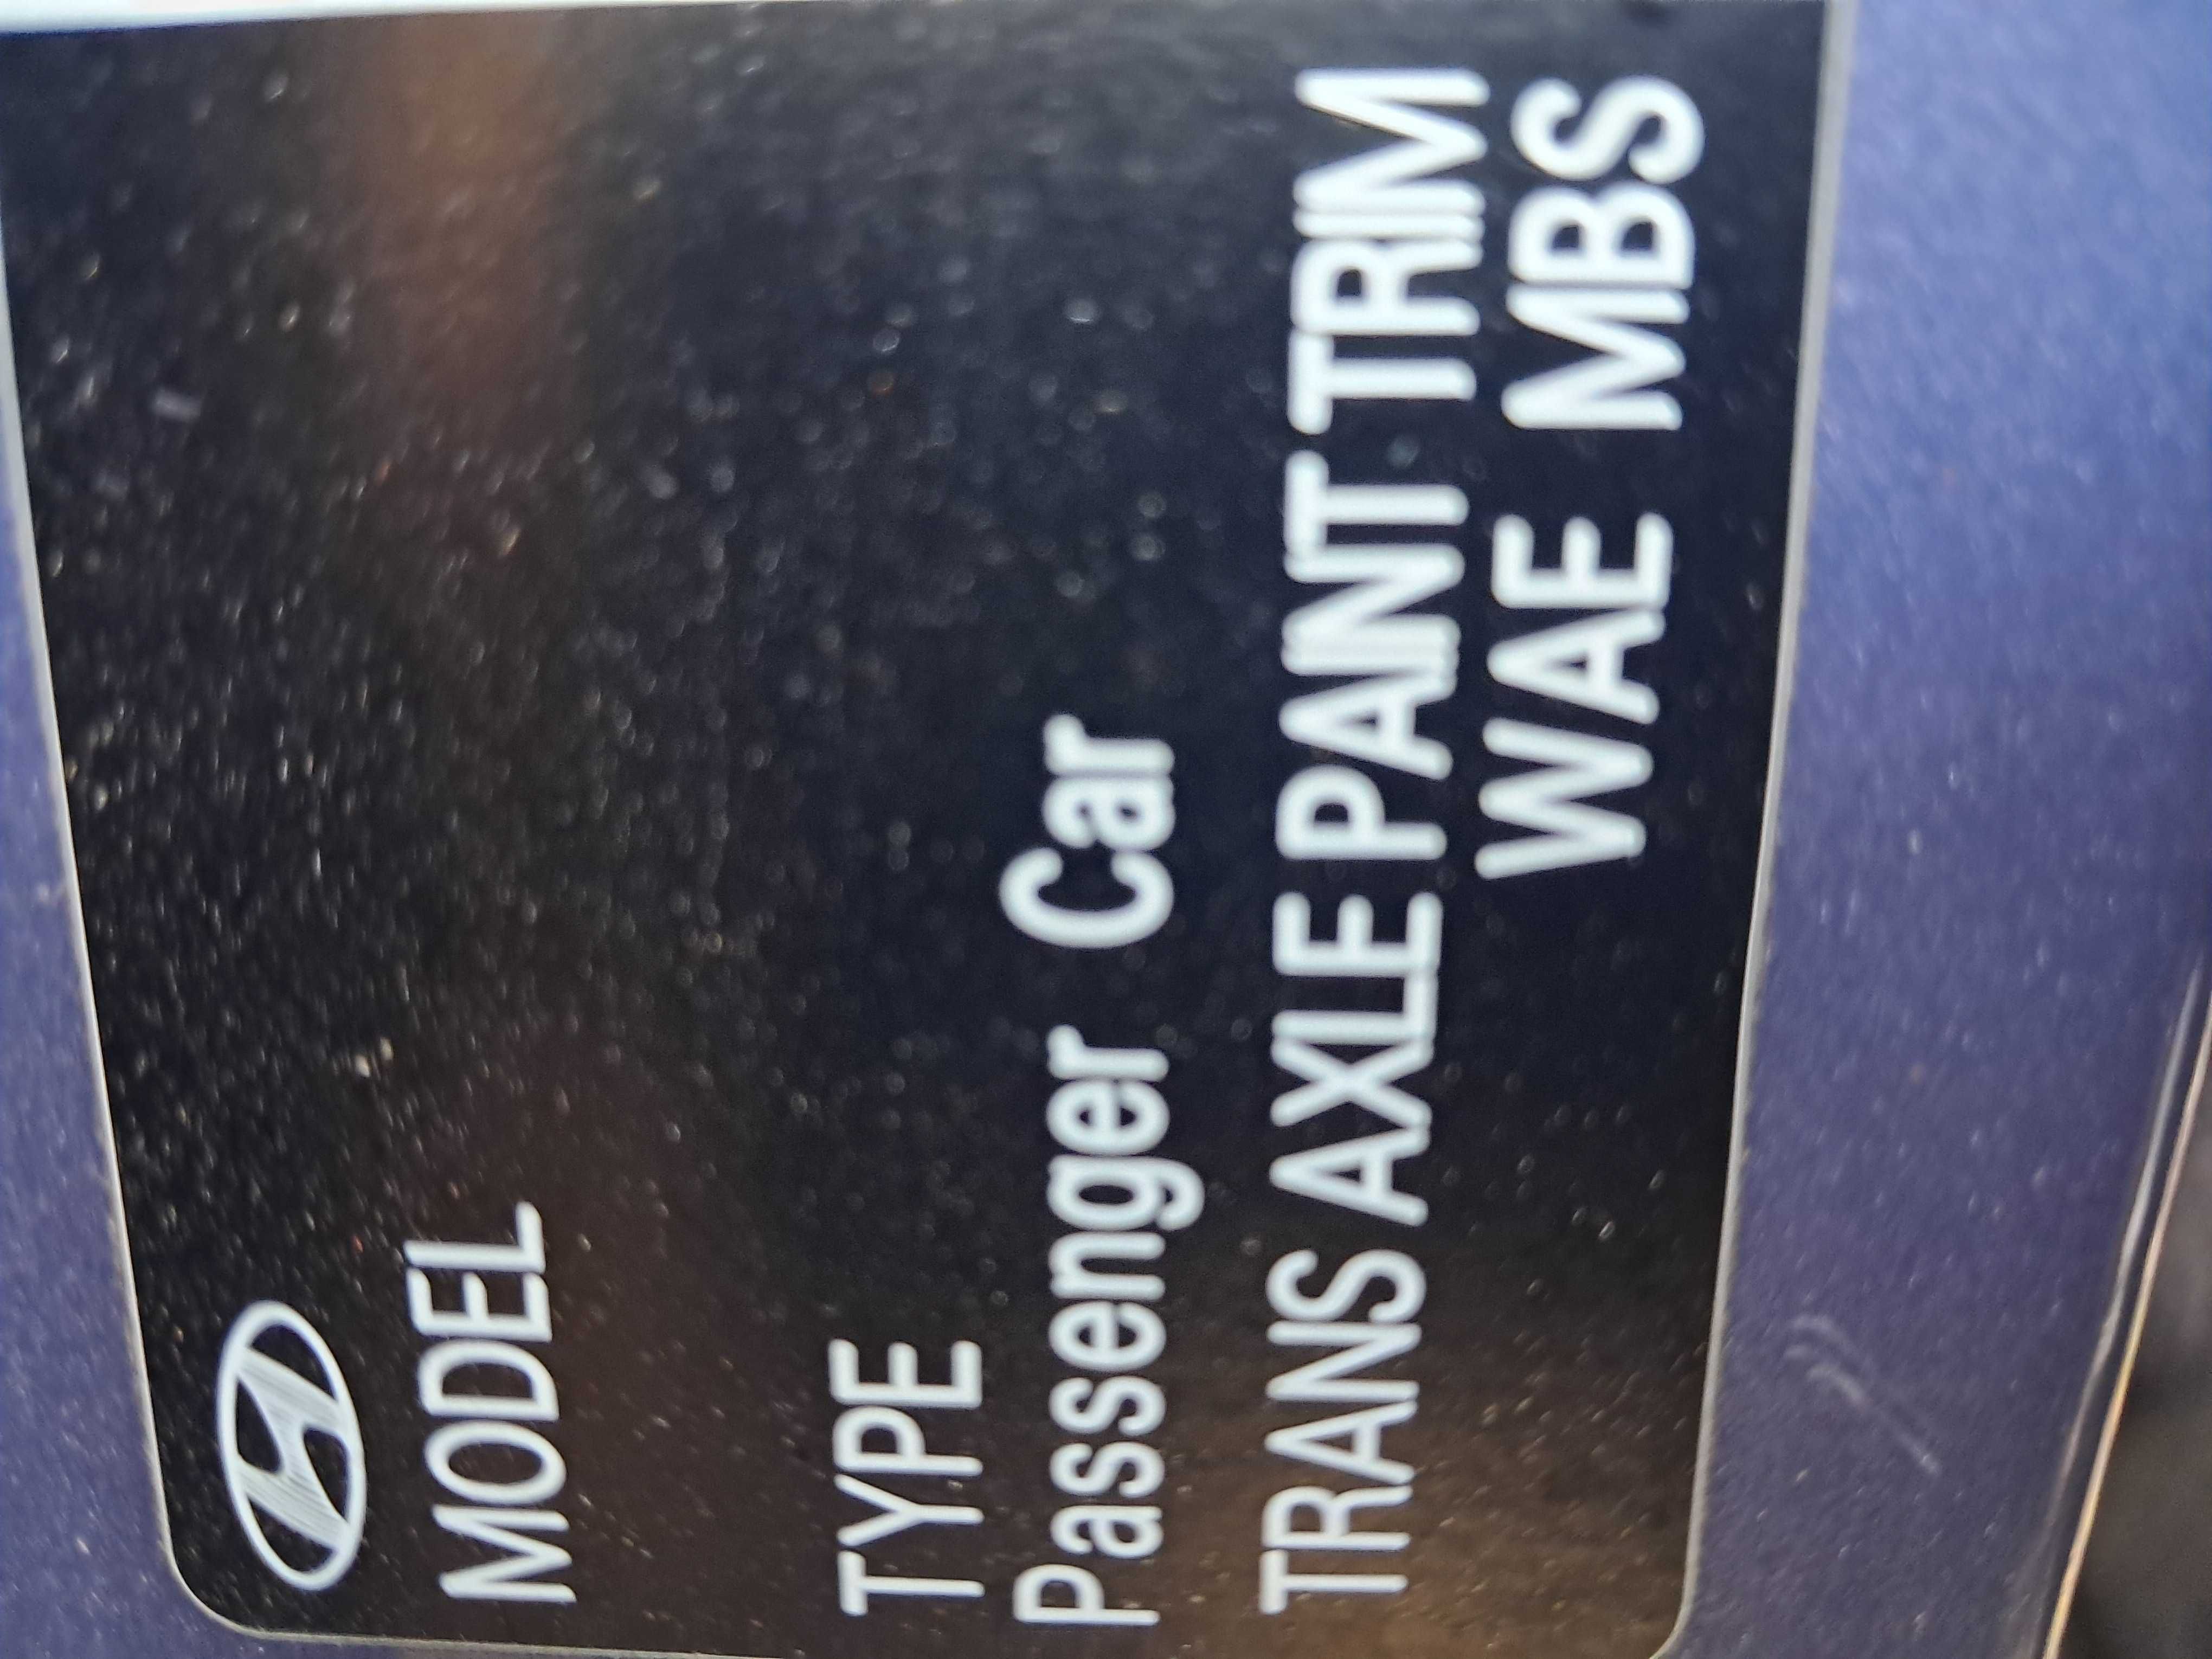 MODEL
TYPE
Passenger Car
TRANS AXLE PAINT TRIM
WAE MBS